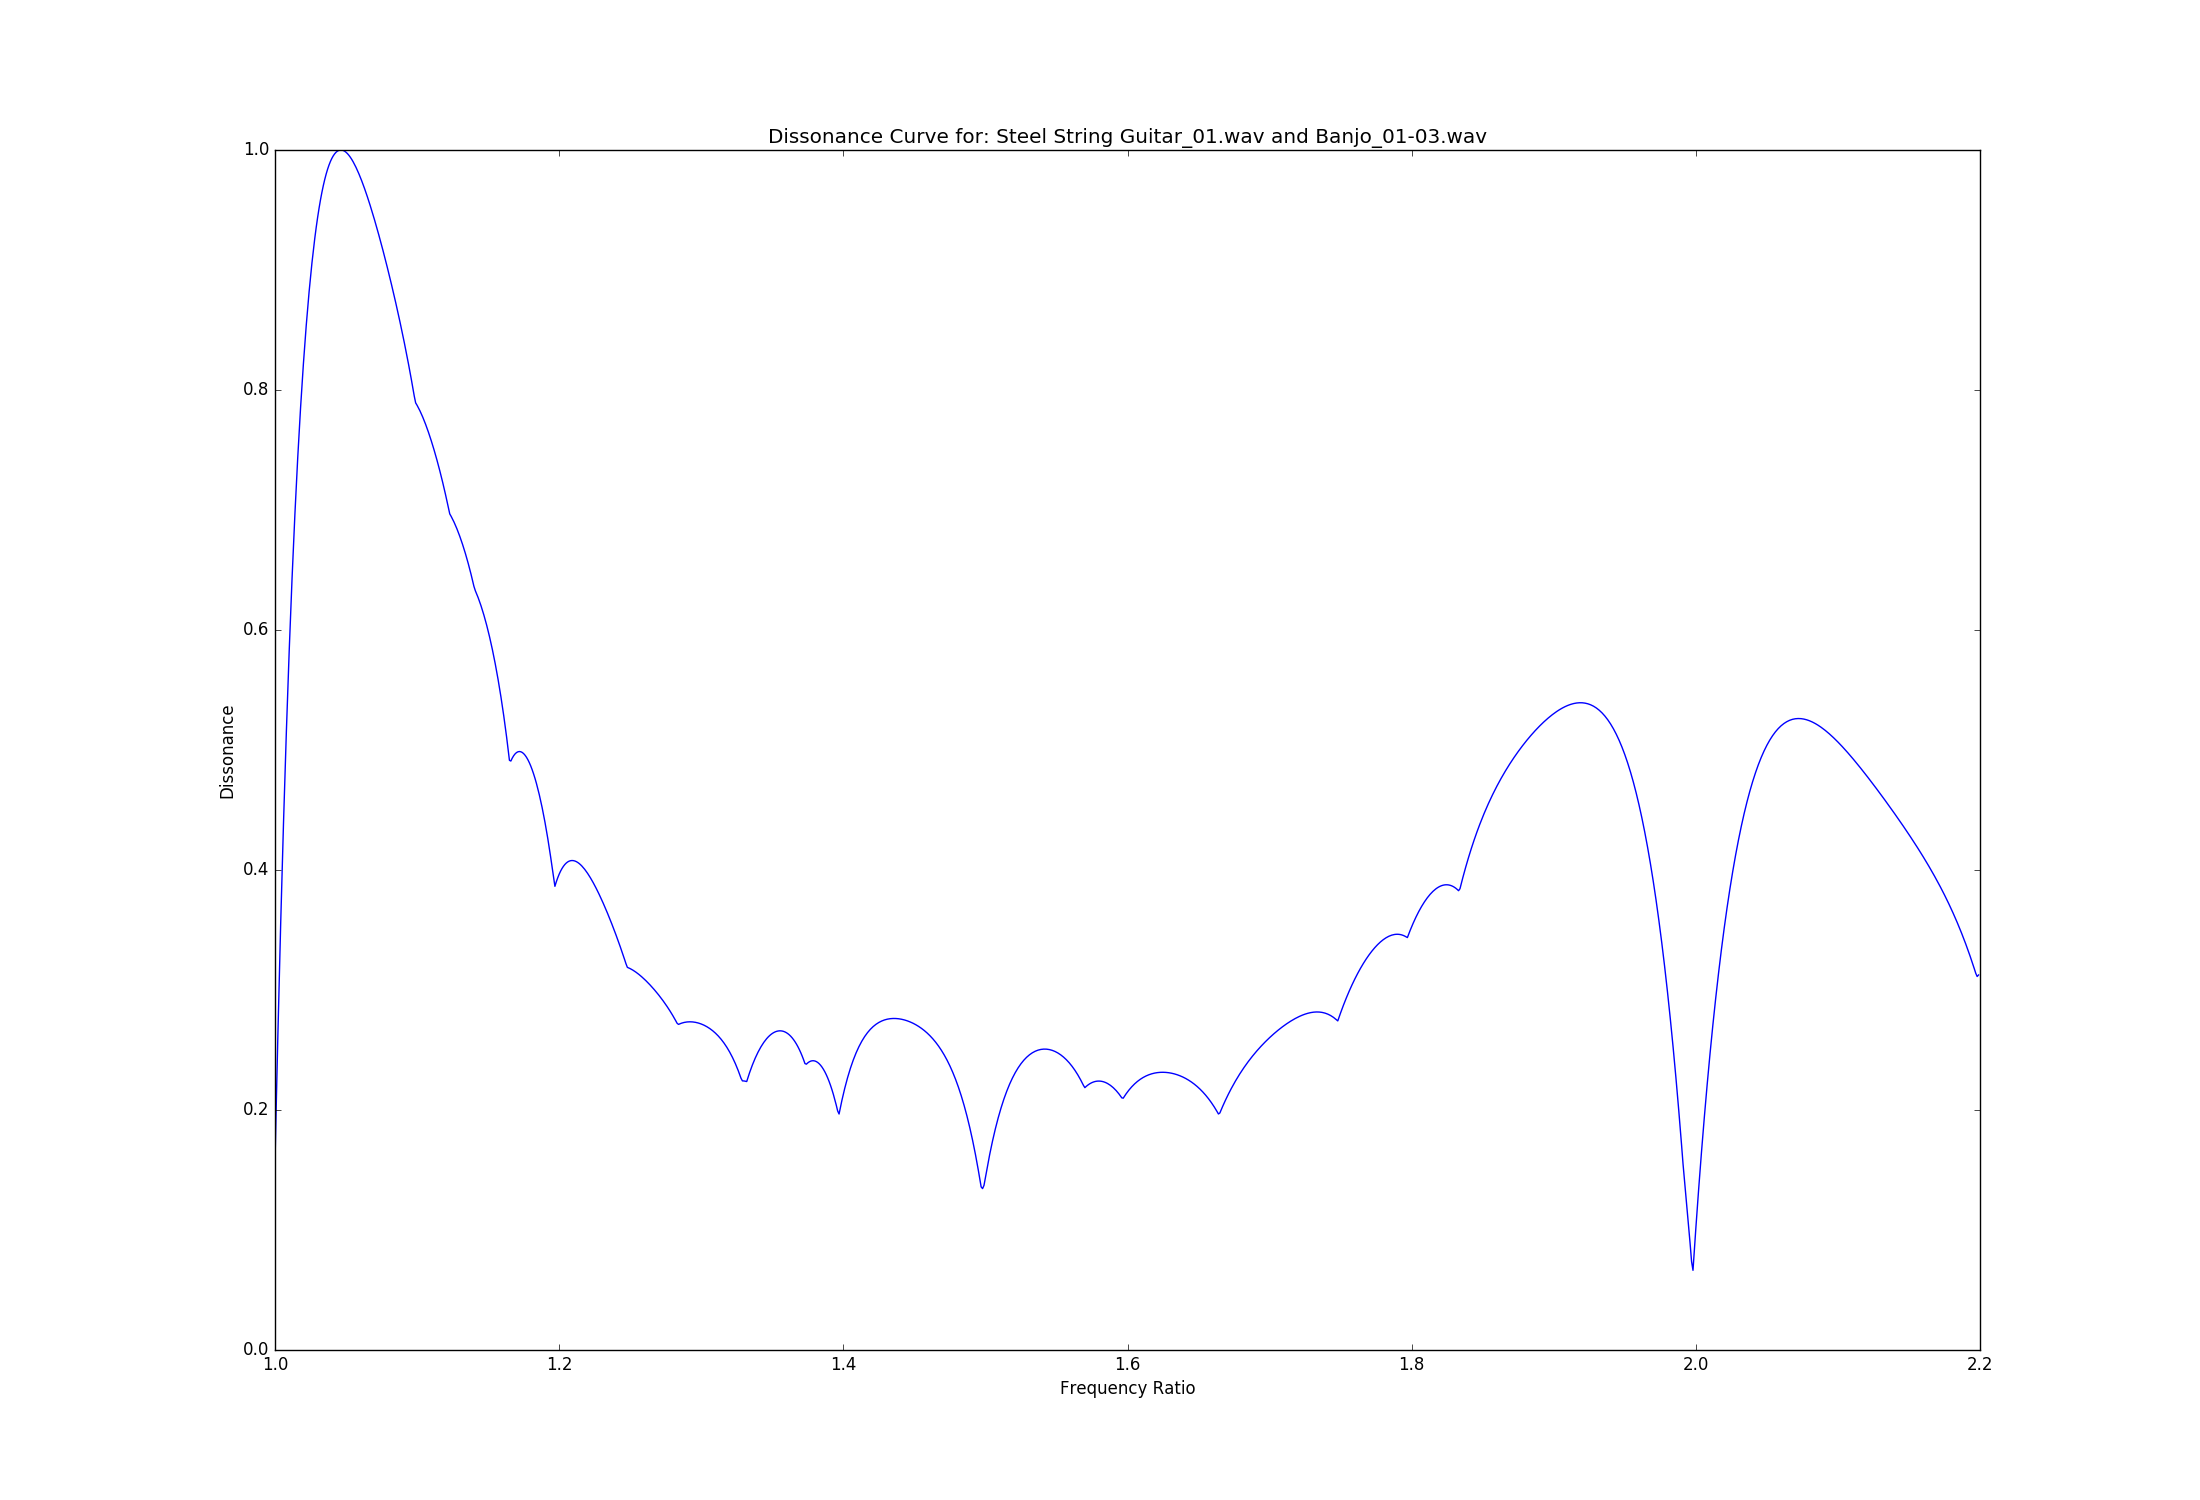 Dissonance Curve for: Steel String Guitar_01.wav and Banjo_01-03.wav
1.0
0.8
0.6
0.4
0.2
0.0
Dissonance
1.0 1.2 1.4 1.6 1.8 2.0 2.2
Frequency Ratio